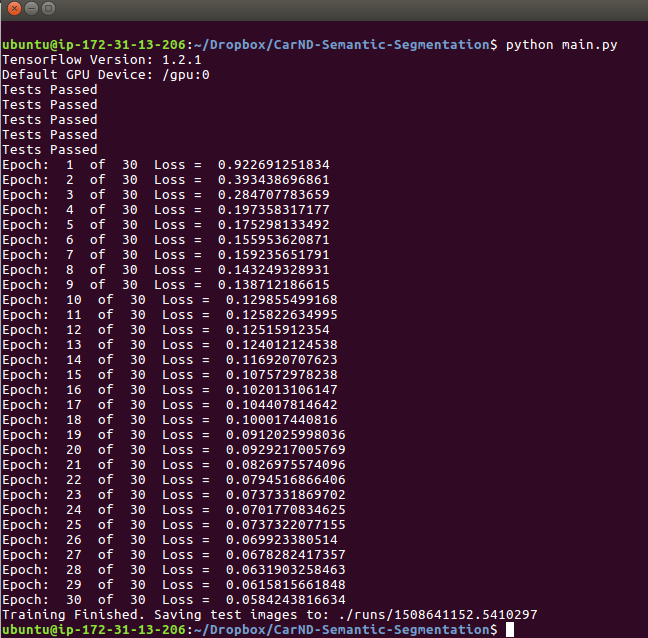 ubuntu@ip-172-31-13-206:~/Dropbox/CarND-Semantic-Segmentation$ python main.py
TensorFlow Version: 1.2.1
Default GPU Device: /gpu:0
Tests Passed
Tests Passed
Tests Passed
Tests Passed
Tests Passed
Epoch:  1  of  30  Loss =  0.922691251834
Epoch:  2  of  30  Loss =  0.393438696861
Epoch:  3  of  30  Loss =  0.284707783659
Epoch:  4  of  30  Loss =  0.197358317177
Epoch:  5  of  30  Loss =  0.175298133492
Epoch:  6  of  30  Loss =  0.155953620871
Epoch:  7  of  30  Loss =  0.159235651791
Epoch:  8  of  30  Loss =  0.143249328931
Epoch:  9  of  30  Loss =  0.138712186615
Epoch:  10  of  30  Loss =  0.129855499168
Epoch:  11  of  30  Loss =  0.125822634995
Epoch:  12  of  30  Loss =  0.12515912354
Epoch:  13  of  30  Loss =  0.124012124538
Epoch:  14  of  30  Loss =  0.116920707623
Epoch:  15  of  30  Loss =  0.107572978238
Epoch:  16  of  30  Loss =  0.102013106147
Epoch:  17  of  30  Loss =  0.104407814642
Epoch:  18  of  30  Loss =  0.100017440816
Epoch:  19  of  30  Loss =  0.0912025998036
Epoch:  20  of  30  Loss =  0.0929217005769
Epoch:  21  of  30  Loss =  0.0826975574096
Epoch:  22  of  30  Loss =  0.0794516866406
Epoch:  23  of  30  Loss =  0.0737331869702
Epoch:  24  of  30  Loss =  0.0701770834625
Epoch:  25  of  30  Loss =  0.0737322077155
Epoch:  26  of  30  Loss =  0.069923380514
Epoch:  27  of  30  Loss =  0.0678282417357
Epoch:  28  of  30  Loss =  0.0631903258463
Epoch:  29  of  30  Loss =  0.0615815661848
Epoch:  30  of  30  Loss =  0.0584243816634
Training Finished. Saving test images to: ./runs/1508641152.5410297
ubuntu@ip-172-31-13-206:~/Dropbox/CarND-Semantic-Segmentation$